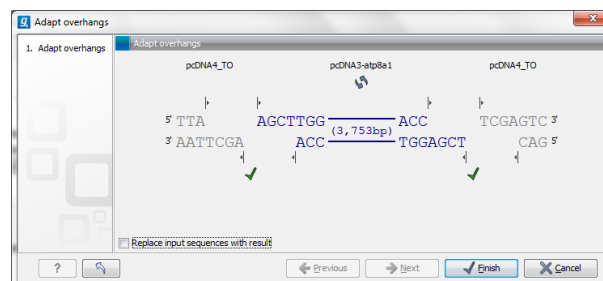 Adapt overhangs
1. Adapt overhangs
Adapt overhangs
pcDNA4_TO pcDNA3-atp8a1 pcDNA4_TO
5' TTA AGCTTGG ACC TCGAGTC 3'
(3,753bp)
3' AATTCGA ACC TGGAGCT CAG 5'
Replace input sequences with result
? Previous Next Finish Cancel